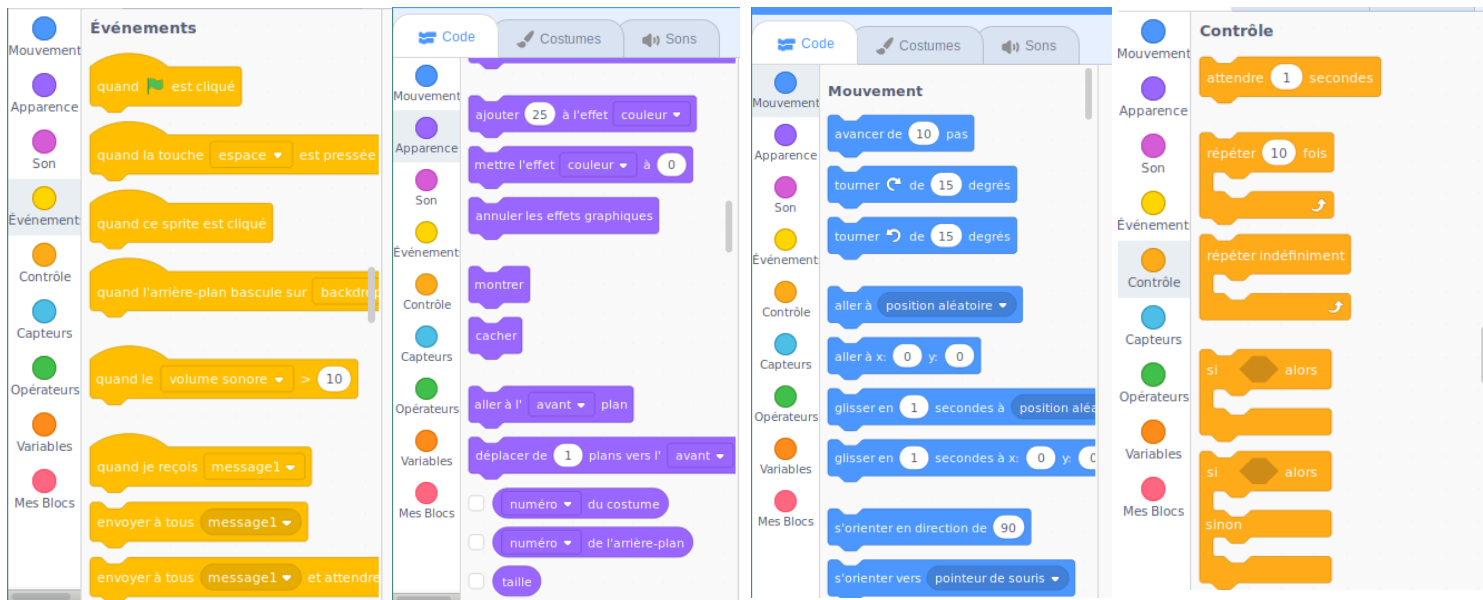 Mouvement
Apparence
Son
Événement
Contrôle
Capteurs
Opérateurs
Variables
Mes Blocs
Événements
quand est cliqué
quand la touche espace est pressée
quand ce sprite est cliqué
quand l'arrière-plan bascule sur backdrop
quand le volume sonore > 10
quand je reçois message1
envoyer à tous message1
envoyer à tous message1 et attendre
Code Costumes Sons
Mouvement
Apparence
Son
Événement
Contrôle
Capteurs
Opérateurs
Variables
Mes Blocs
ajouter 25 à l'effet couleur
mettre l'effet couleur à 0
annuler les effets graphiques
montrer
cacher
aller à l' avant plan
déplacer de 1 plans vers l' avant
numéro du costume
numéro de l'arrière-plan
taille
Code Costumes Sons
Mouvement
Apparence
Son
Événement
Contrôle
Capteurs
Opérateurs
Variables
Mes Blocs
Mouvement
avancer de 10 pas
tourner de 15 degrés
tourner de 15 degrés
aller à position aléatoire
aller à x: 0 y: 0
glisser en 1 secondes à position aléa
glisser en 1 secondes à x: 0 y: 0
s'orienter en direction de 90
s'orienter vers pointeur de souris
Mouvement
Apparence
Son
Événement
Contrôle
Capteurs
Opérateurs
Variables
Mes Blocs
Contrôle
attendre 1 secondes
répéter 10 fois
répéter indéfiniment
si alors
si alors
sinon